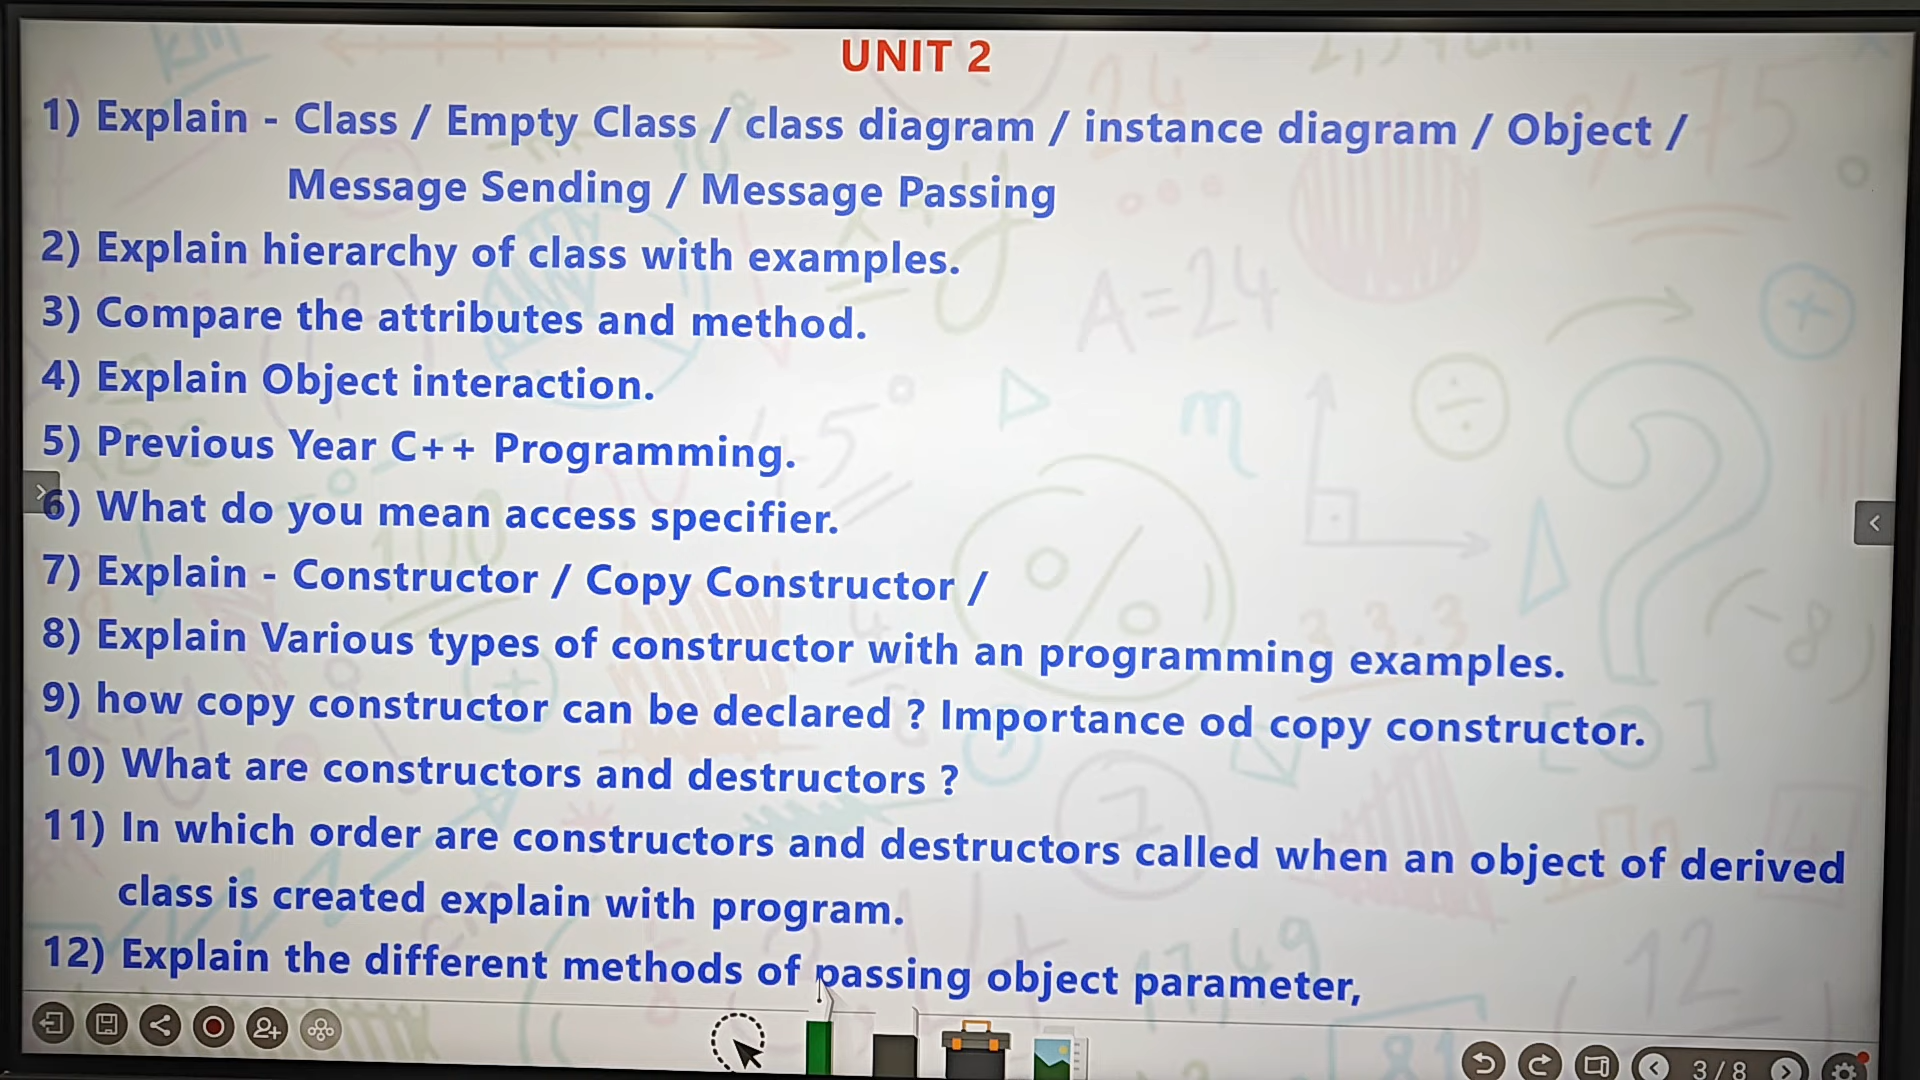 UNIT 2
1) Explain - Class / Empty Class / class diagram / instance diagram / Object /
Message Sending / Message Passing
2) Explain hierarchy of class with examples.
3) Compare the attributes and method.
4) Explain Object interaction.
5) Previous Year C++ Programming.
6) What do you mean access specifier.
7) Explain - Constructor / Copy Constructor /
8) Explain Various types of constructor with an programming examples.
9) how copy constructor can be declared ? Importance od copy constructor.
10) What are constructors and destructors ?
11) In which order are constructors and destructors called when an object of derived
class is created explain with program.
12) Explain the different methods of passing object parameter,
3 / 8